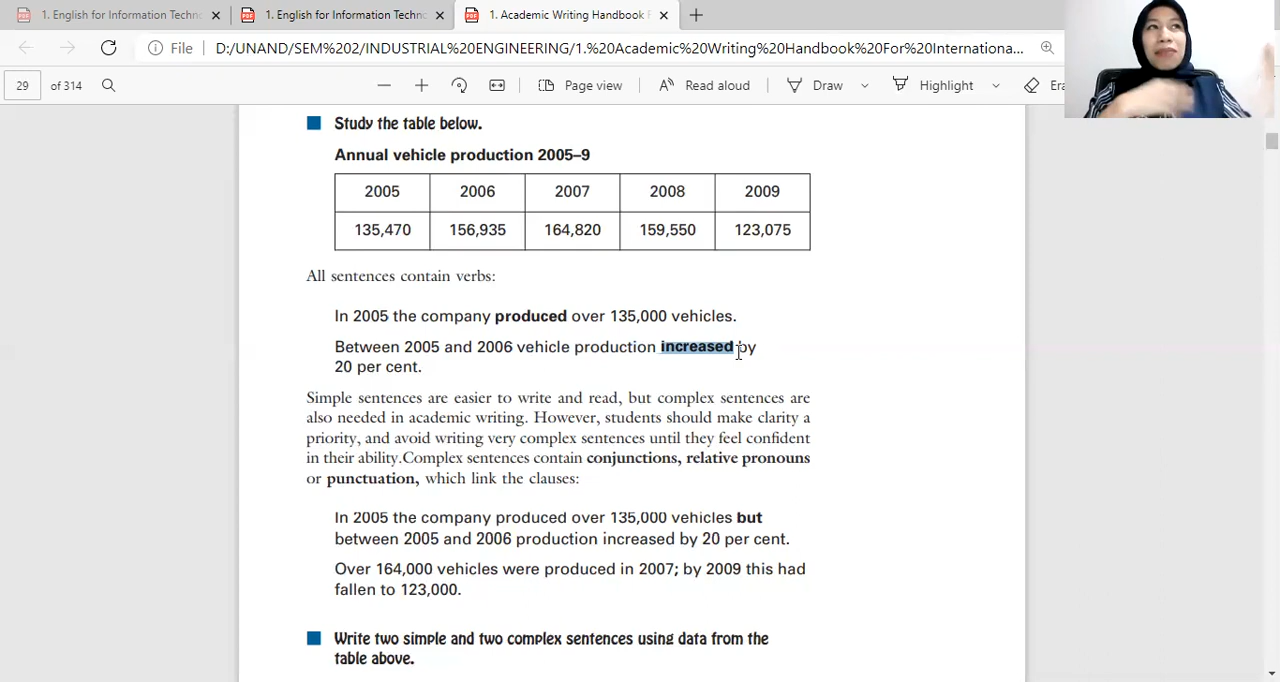 1. English for Information Techno
1. English for Information Techno
1. Academic Writing Handbook F
File
D:/UNAND/SEM%202/INDUSTRIAL%20ENGINEERING/1.%20Academic%20Writing%20Handbook%20For%20Internationa...
29 of 314
Page view
Read aloud
Draw
Highlight
Era
Study the table below.
Annual vehicle production 2005–9
2005 2006 2007 2008 2009
135,470 156,935 164,820 159,550 123,075
All sentences contain verbs:
In 2005 the company produced over 135,000 vehicles.
Between 2005 and 2006 vehicle production increased by
20 per cent.
Simple sentences are easier to write and read, but complex sentences are
also needed in academic writing. However, students should make clarity a
priority, and avoid writing very complex sentences until they feel confident
in their ability.Complex sentences contain conjunctions, relative pronouns
or punctuation, which link the clauses:
In 2005 the company produced over 135,000 vehicles but
between 2005 and 2006 production increased by 20 per cent.
Over 164,000 vehicles were produced in 2007; by 2009 this had
fallen to 123,000.
Write two simple and two complex sentences using data from the
table above.